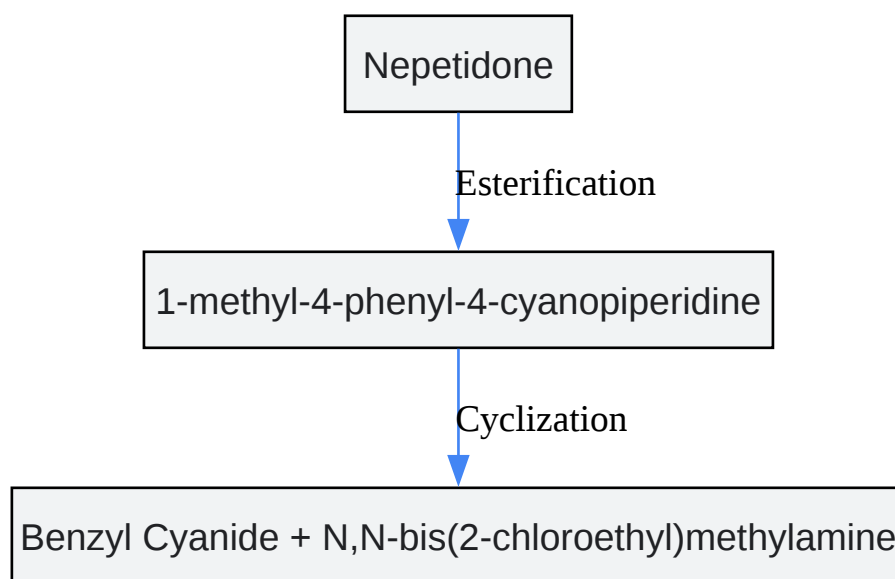 Nepetidone
Esterification
1-methyl-4-phenyl-4-cyanopiperidine
Cyclization
Benzyl Cyanide + N,N-bis(2-chloroethyl)methylamine